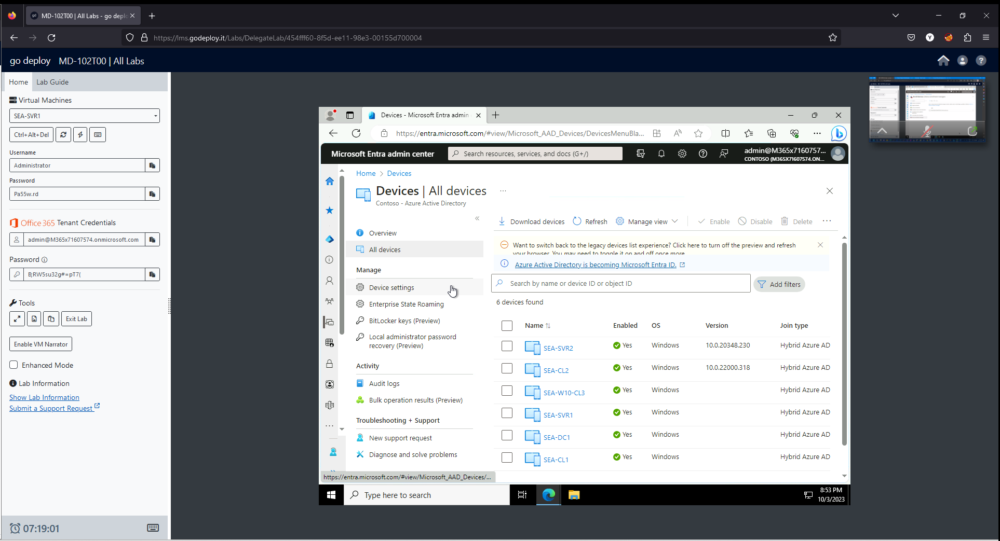 MD-102T00 | All Labs - go deplo
https://lms.godeploy.it/Labs/DelegateLab/454fff60-8f5d-ee11-98e3-00155d700004
go deploy MD-102T00 | All Labs
Home Lab Guide
Virtual Machines
SEA-SVR1
Ctrl+Alt+Del
Username
Administrator
Password
Pa55w.rd
Office 365 Tenant Credentials
admin@M365x71607574.onmicrosoft.com
Password
B;RW5su32g#=pT7(
Tools
Exit Lab
Enable VM Narrator
Enhanced Mode
Lab Information
Show Lab Information
Submit a Support Request
07:19:01
Devices - Microsoft Entra admin
https://entra.microsoft.com/#view/Microsoft_AAD_Devices/DevicesMenuBla...
Microsoft Entra admin center
Search resources, services, and docs (G+/)
admin@M365x7160757...
CONTOSO (M365X71607574.ON...
Home > Devices
Devices | All devices ...
Contoso - Azure Active Directory
Overview
All devices
Manage
Device settings
Enterprise State Roaming
BitLocker keys (Preview)
Local administrator password
recovery (Preview)
Activity
Audit logs
Bulk operation results (Preview)
Troubleshooting + Support
New support request
Diagnose and solve problems
Download devices Refresh Manage view Enable Disable Delete ...
Want to switch back to the legacy devices list experience? Click here to turn off the preview and refresh
your browser. You may need to toggle it on and off once more.
Azure Active Directory is becoming Microsoft Entra ID.
Search by name or device ID or object ID
Add filters
6 devices found
Name Enabled OS Version Join type
SEA-SVR2 Yes Windows 10.0.20348.230 Hybrid Azure AD
SEA-CL2 Yes Windows 10.0.22000.318 Hybrid Azure AD
SEA-W10-CL3 Yes Windows Hybrid Azure AD
SEA-SVR1 Yes Windows Hybrid Azure AD
SEA-DC1 Yes Windows Hybrid Azure AD
SEA-CL1 Yes Windows Hybrid Azure AD
https://entra.microsoft.com/#view/Microsoft_AAD_Devices/...
Type here to search
8:53 PM
10/3/2023